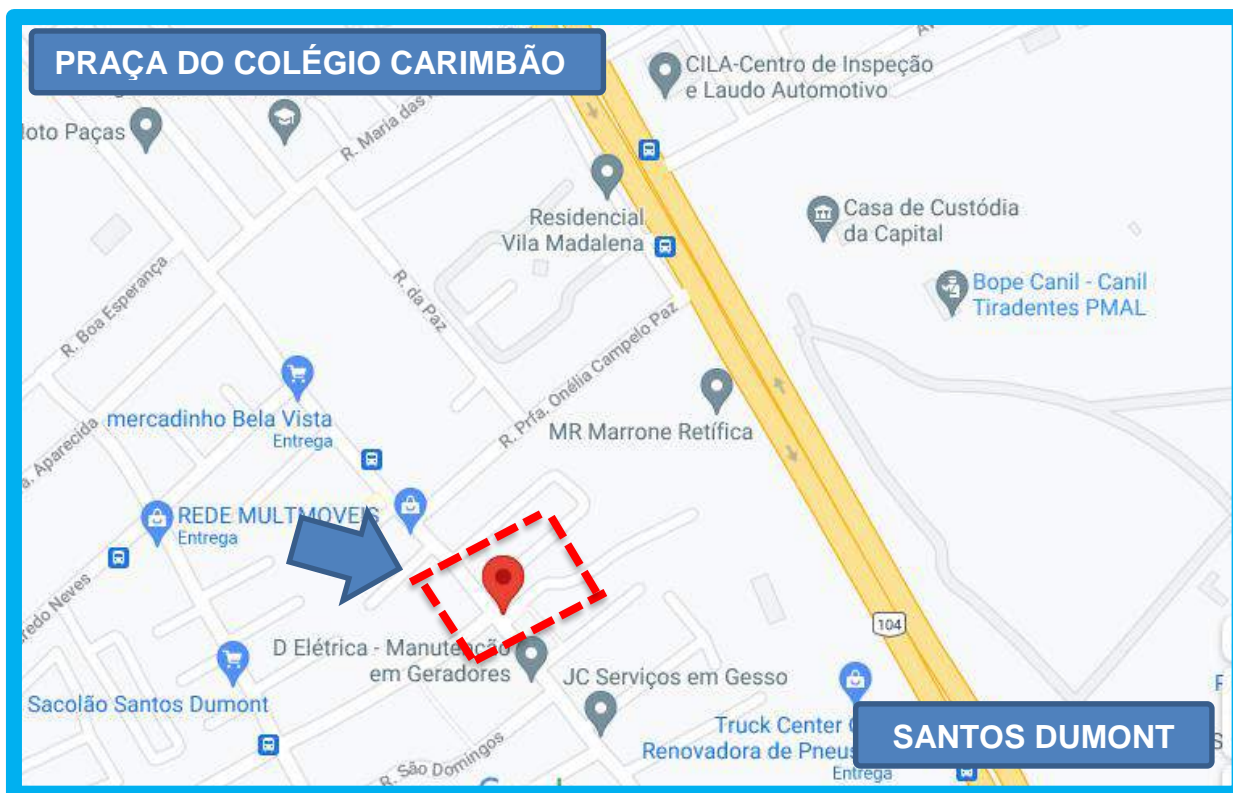 PRAÇA DO COLÉGIO CARIMBÃO
CILA-Centro de Inspeção
e Laudo Automotivo
oto Paças
R. Maria das
Residencial
Vila Madalena
Casa de Custódia
da Capital
Bope Canil - Canil
Tiradentes PMAL
R. Boa Esperança
R. da Paz
R. Prfa. Onélia Campelo Paz
mercadinho Bela Vista
Entrega
MR Marrone Retífica
a. Aparecida
REDE MULTMOVEIS
Entrega
redo Neves
104
D Elétrica - Manutenção
em Geradores
JC Serviços em Gesso
Sacolão Santos Dumont
Truck Center
Renovadora de Pneus
Entrega
SANTOS DUMONT
R. São Domingos